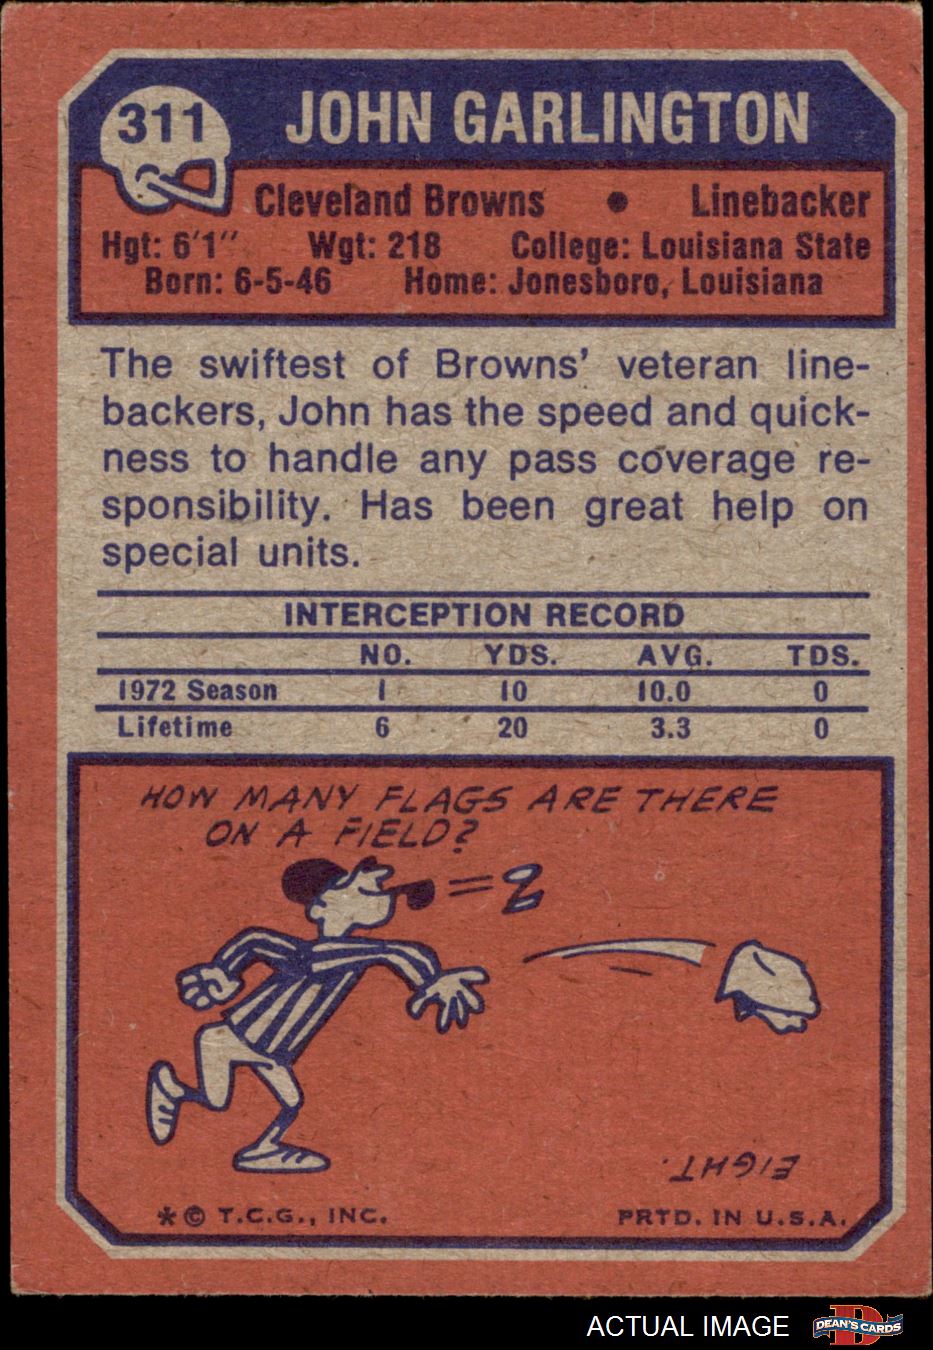 311
JOHN GARLINGTON
Cleveland Browns • Linebacker
Hgt: 6'1" Wgt: 218 College: Louisiana State
Born: 6-5-46 Home: Jonesboro, Louisiana
The swiftest of Browns' veteran line-
backers, John has the speed and quick-
ness to handle any pass coverage re-
sponsibility. Has been great help on
special units.
INTERCEPTION RECORD
NO. YDS. AVG. TDS.
1972 Season 1 10 10.0 0
Lifetime 6 20 3.3 0
HOW MANY FLAGS ARE THERE
ON A FIELD?
EIGHT.
*© T.C.G., INC. PRTD. IN U.S.A.
ACTUAL IMAGE
DEAN'S CARDS